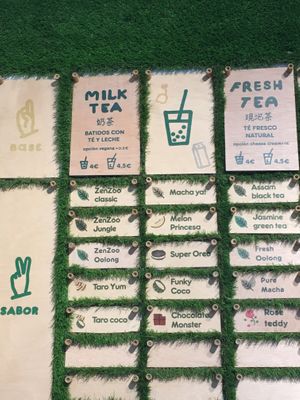 BASE
MILK
TEA
奶茶
BATIDOS CON
TÉ Y LECHE
opción vegana +0.5€
4€ 4,5€
FRESH
TEA
現泡茶
TÉ FRESCO
NATURAL
4€ 4,5€
SABOR
ZenZoo
classic
Macha ya!
Assam
black tea
ZenZoo
Jungle
Melon
Princesa
Jasmine
green tea
ZenZoo
Oolong
Super Oreo
Fresh
Oolong
Taro Yum
Funky
Coco
Pure
Macha
Taro coco
Chocolate
Monster
Rose
teddy